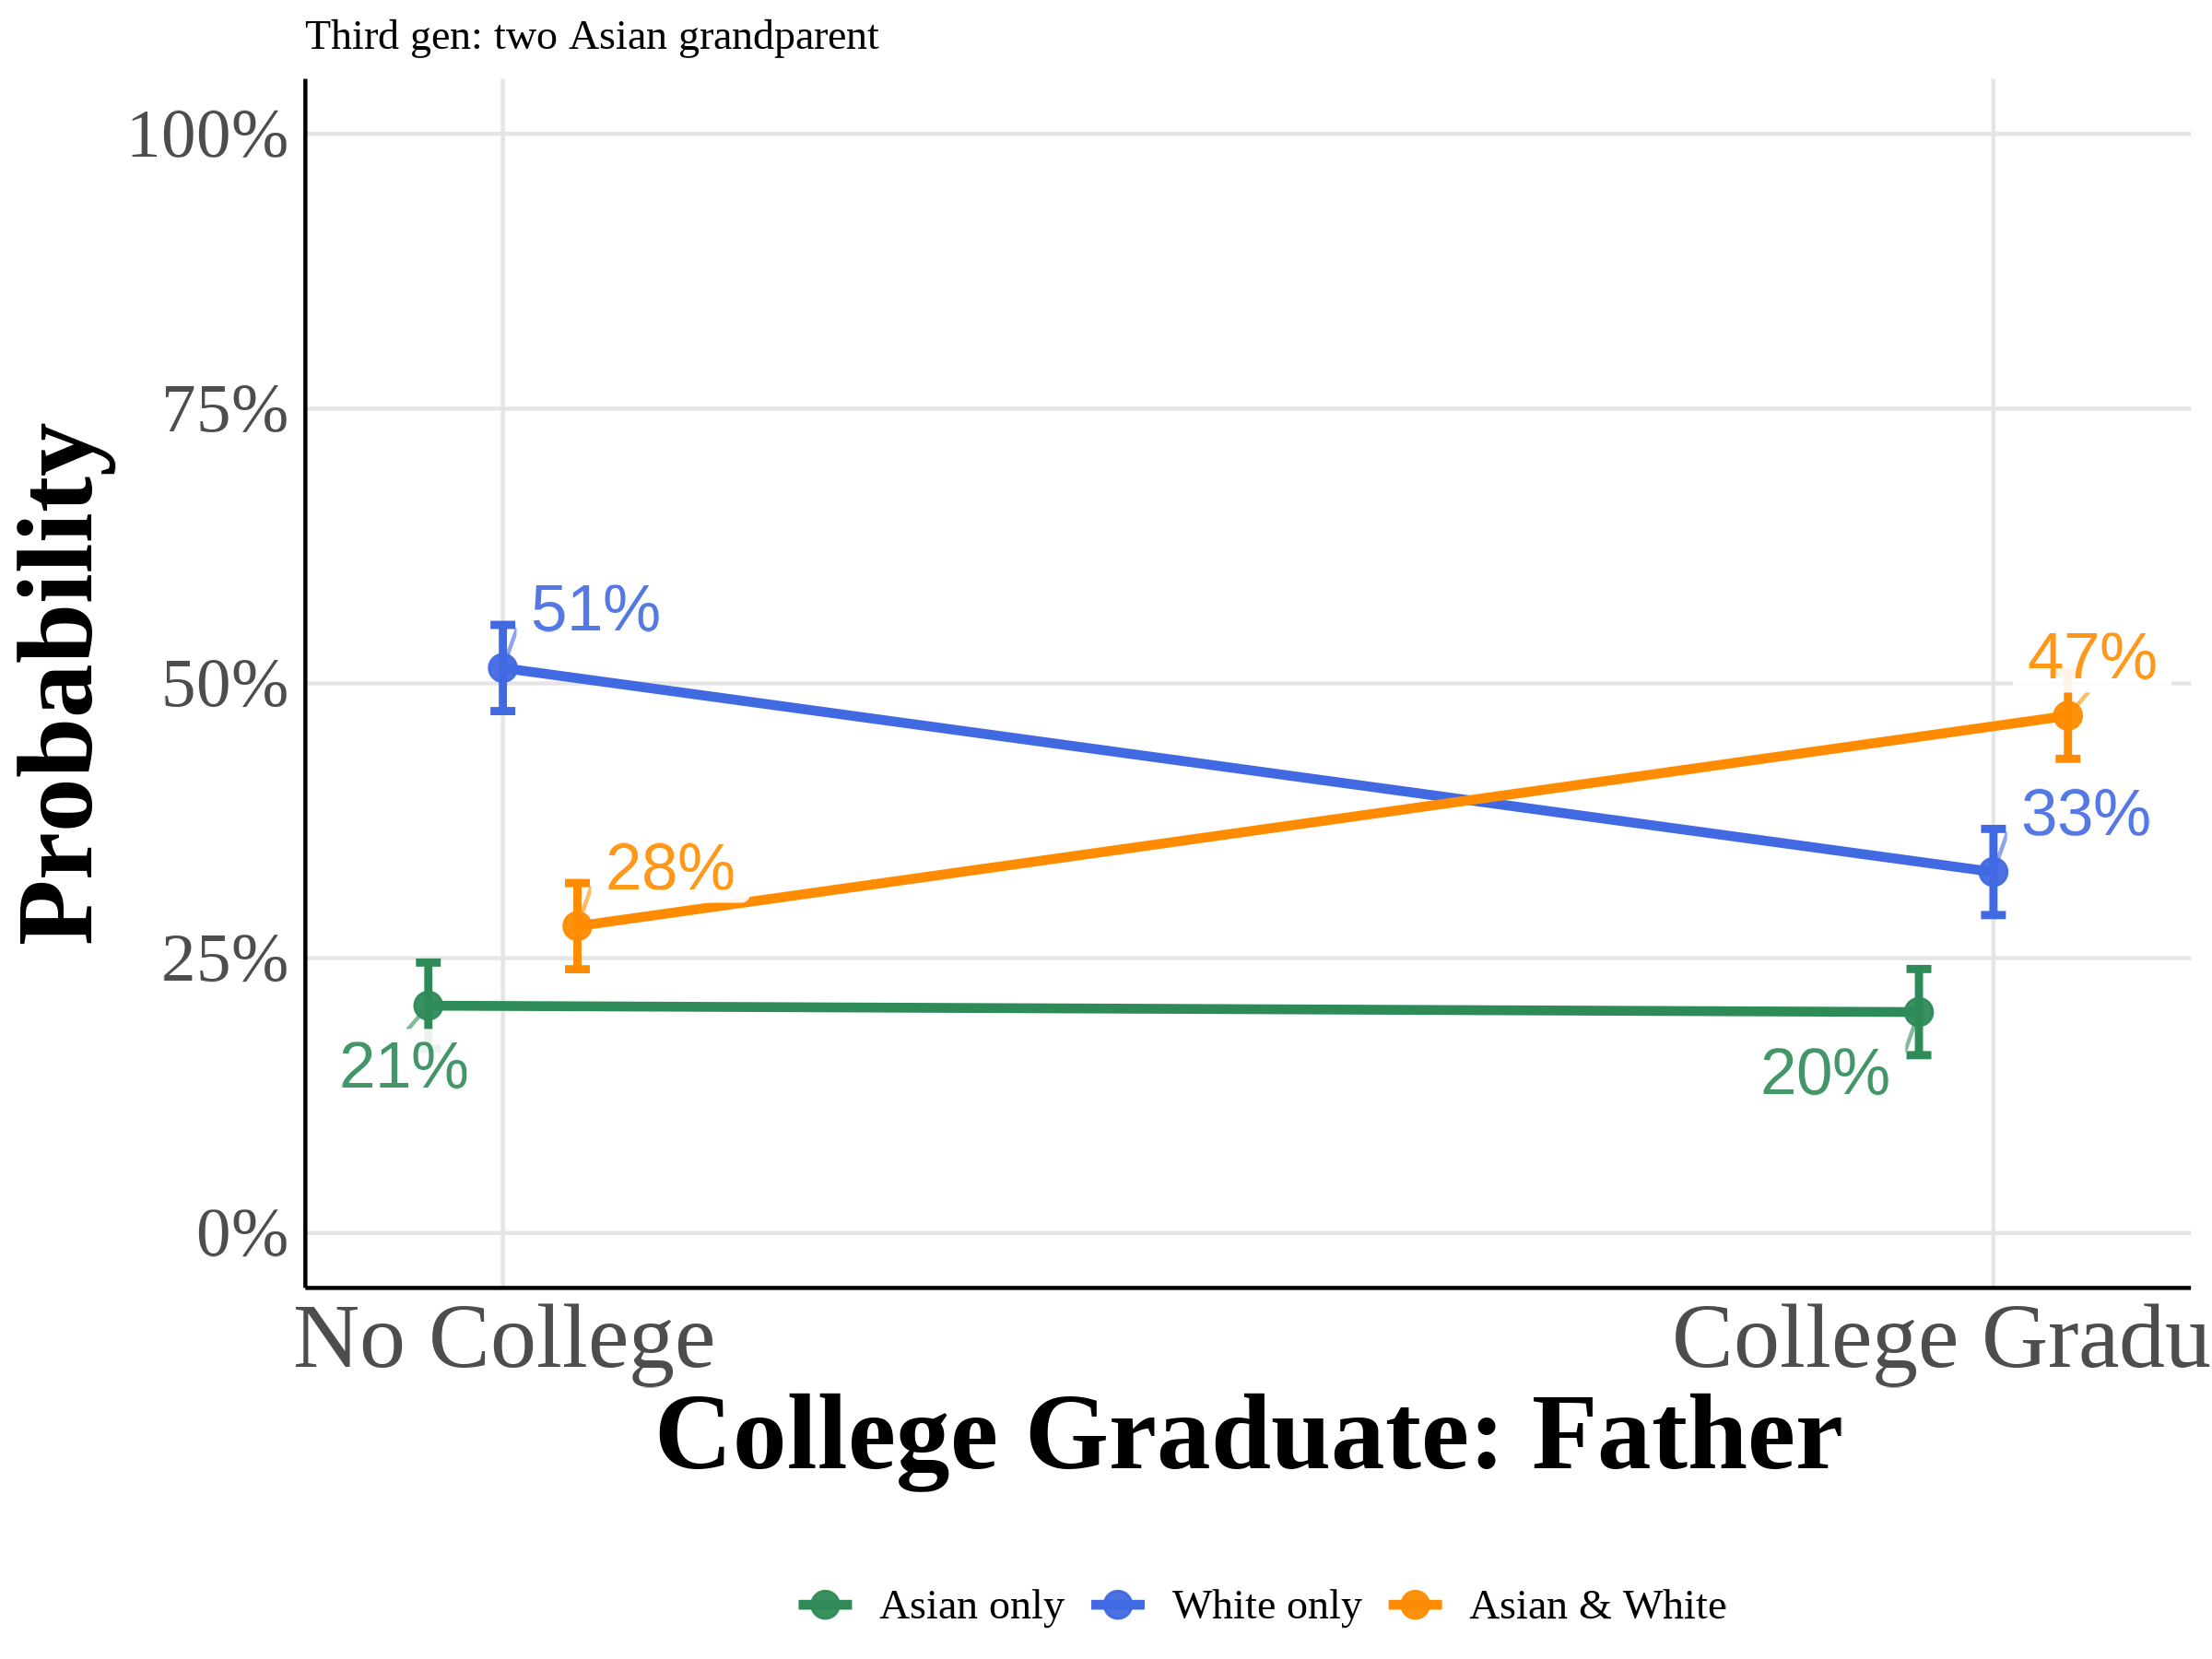 Third gen: two Asian grandparent
Probability
100%
75%
50%
25%
0%
51%
47%
33%
28%
21%
20%
No College
College Gradu
College Graduate: Father
Asian only
White only
Asian & White